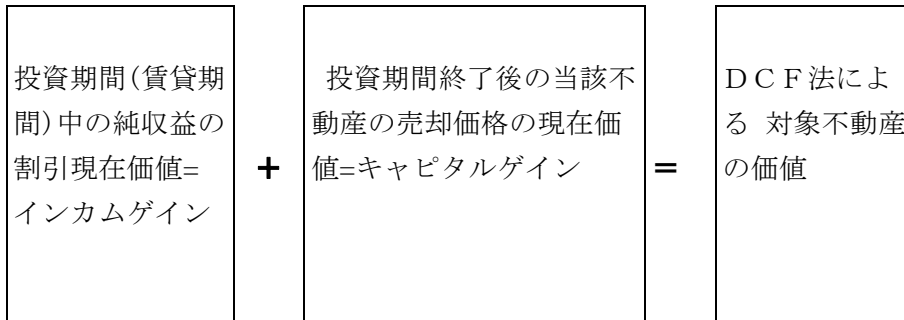 投資期間(賃貸期
間)中の純収益の
割引現在価値=
インカムゲイン
+
投資期間終了後の当該不
動産の売却価格の現在価
値=キャピタルゲイン
=
ＤＣＦ法によ
る 対象不動産
の価値